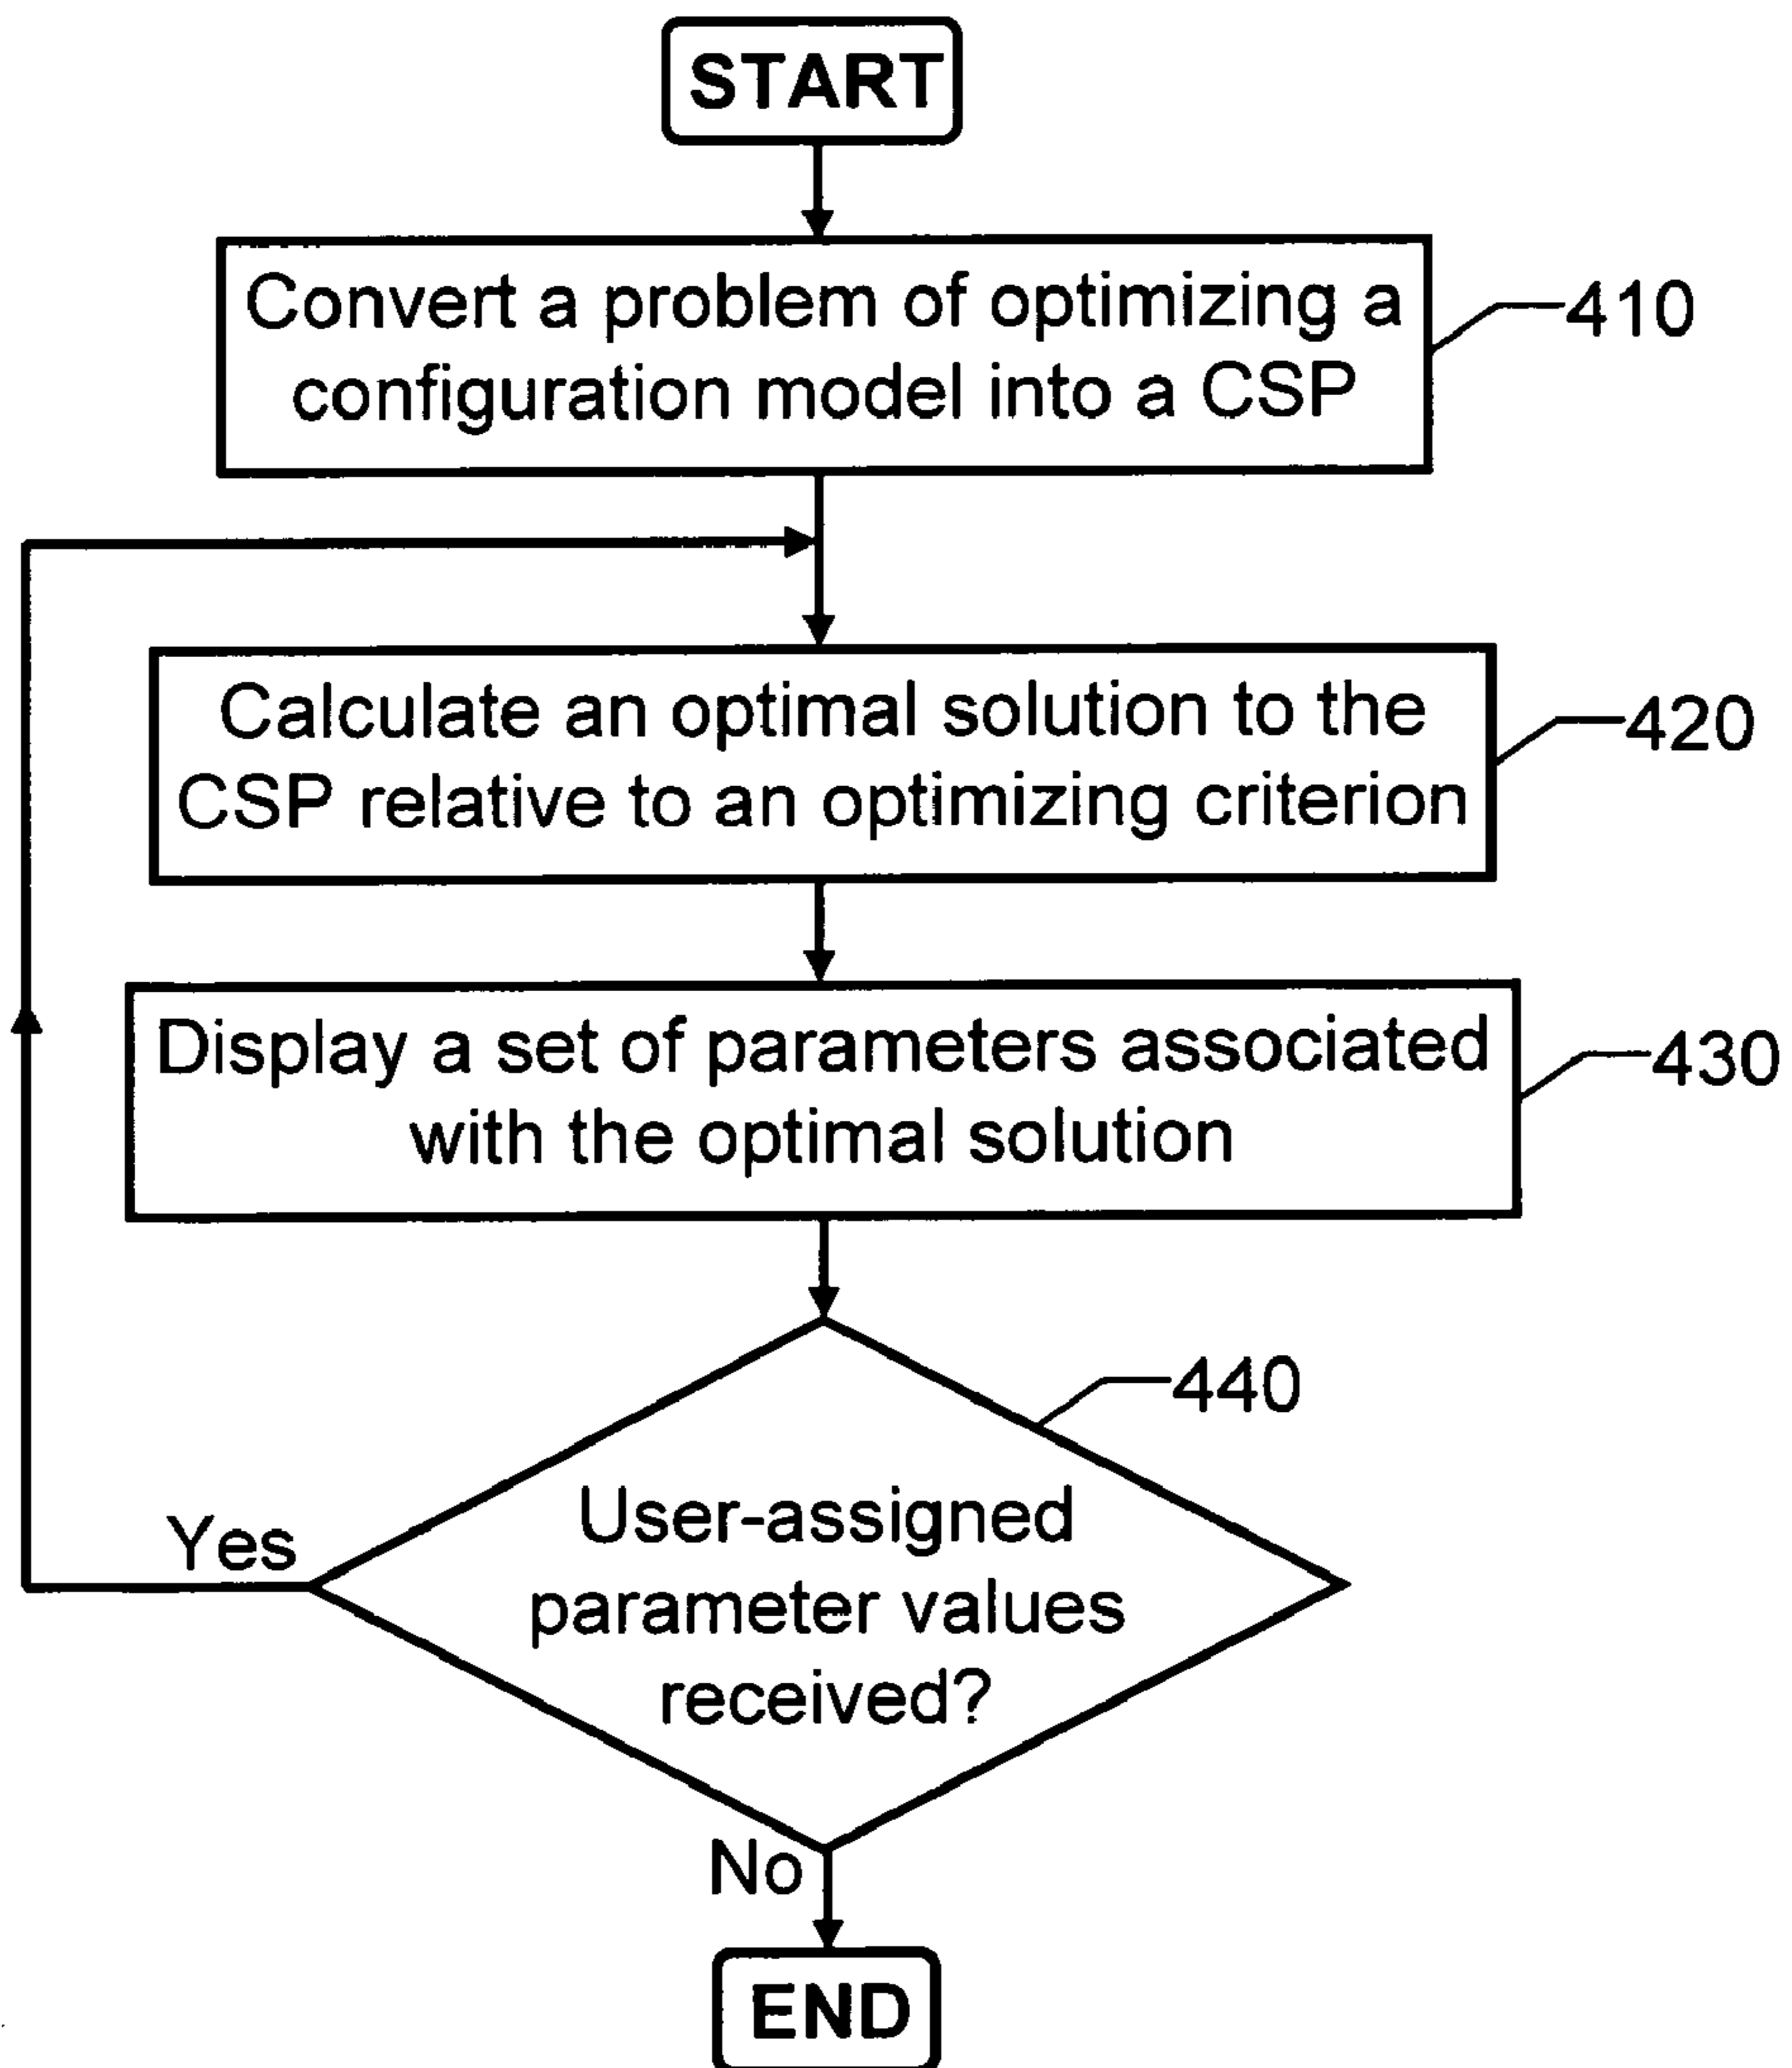 START
Convert a problem of optimizing a
configuration model into a CSP
410
Calculate an optimal solution to the
CSP relative to an optimizing criterion
420
Display a set of parameters associated
with the optimal solution
430
440
User-assigned
parameter values
received?
Yes
No
END